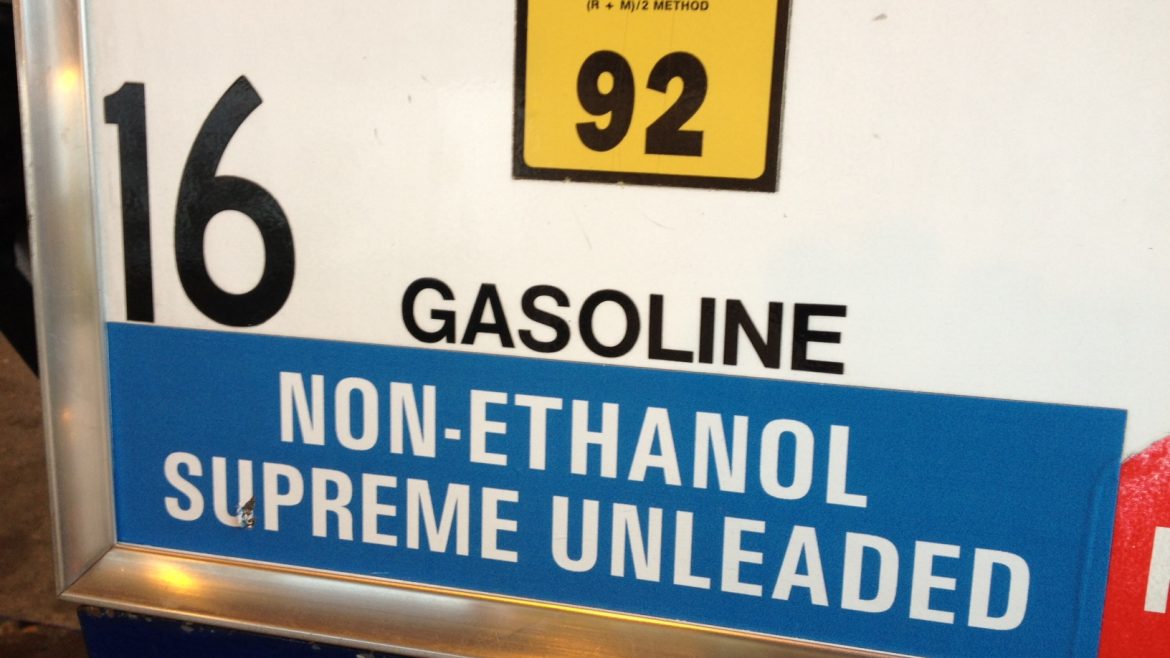 (R + M)/2 METHOD
92
16
GASOLINE
NON-ETHANOL
SUPREME UNLEADED